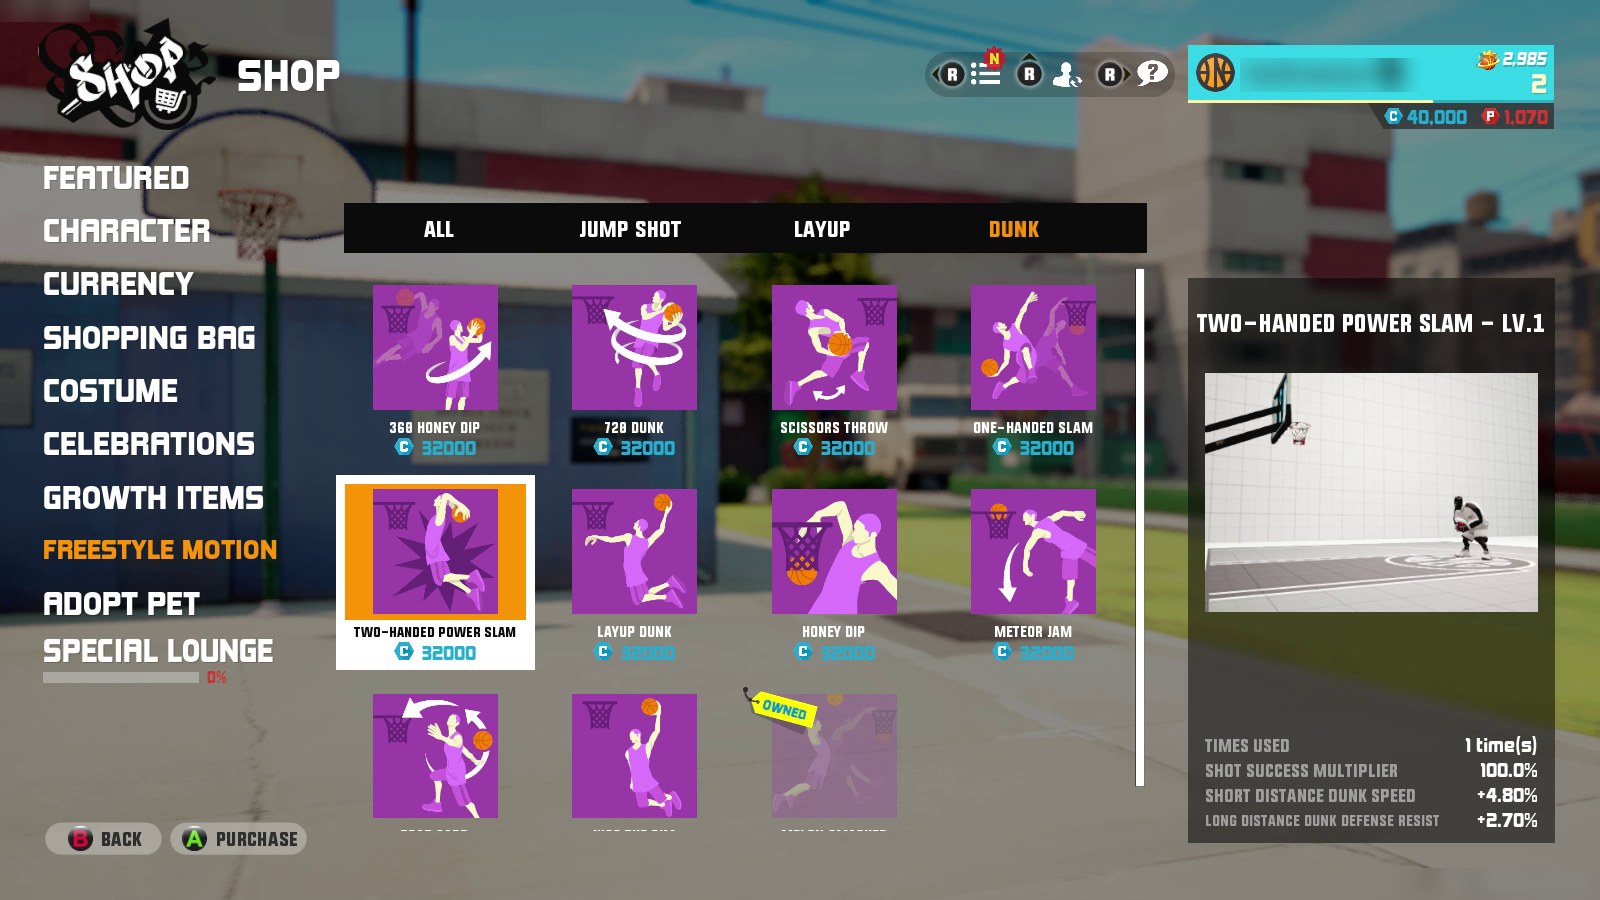 SHOP
SHOP
R
N
R
R
?
2,985
2
C 40,000
P 1,070
FEATURED
CHARACTER
CURRENCY
SHOPPING BAG
COSTUME
CELEBRATIONS
GROWTH ITEMS
FREESTYLE MOTION
ADOPT PET
SPECIAL LOUNGE
0%
ALL
JUMP SHOT
LAYUP
DUNK
360 HONEY DIP
C 32000
720 DUNK
C 32000
SCISSORS THROW
C 32000
ONE-HANDED SLAM
C 32000
TWO-HANDED POWER SLAM
C 32000
LAYUP DUNK
C 32000
HONEY DIP
C 32000
METEOR JAM
C 32000
OWNED
TWO-HANDED POWER SLAM - LV.1
TIMES USED 1 time(s)
SHOT SUCCESS MULTIPLIER 100.0%
SHORT DISTANCE DUNK SPEED +4.80%
LONG DISTANCE DUNK DEFENSE RESIST +2.70%
B BACK
A PURCHASE